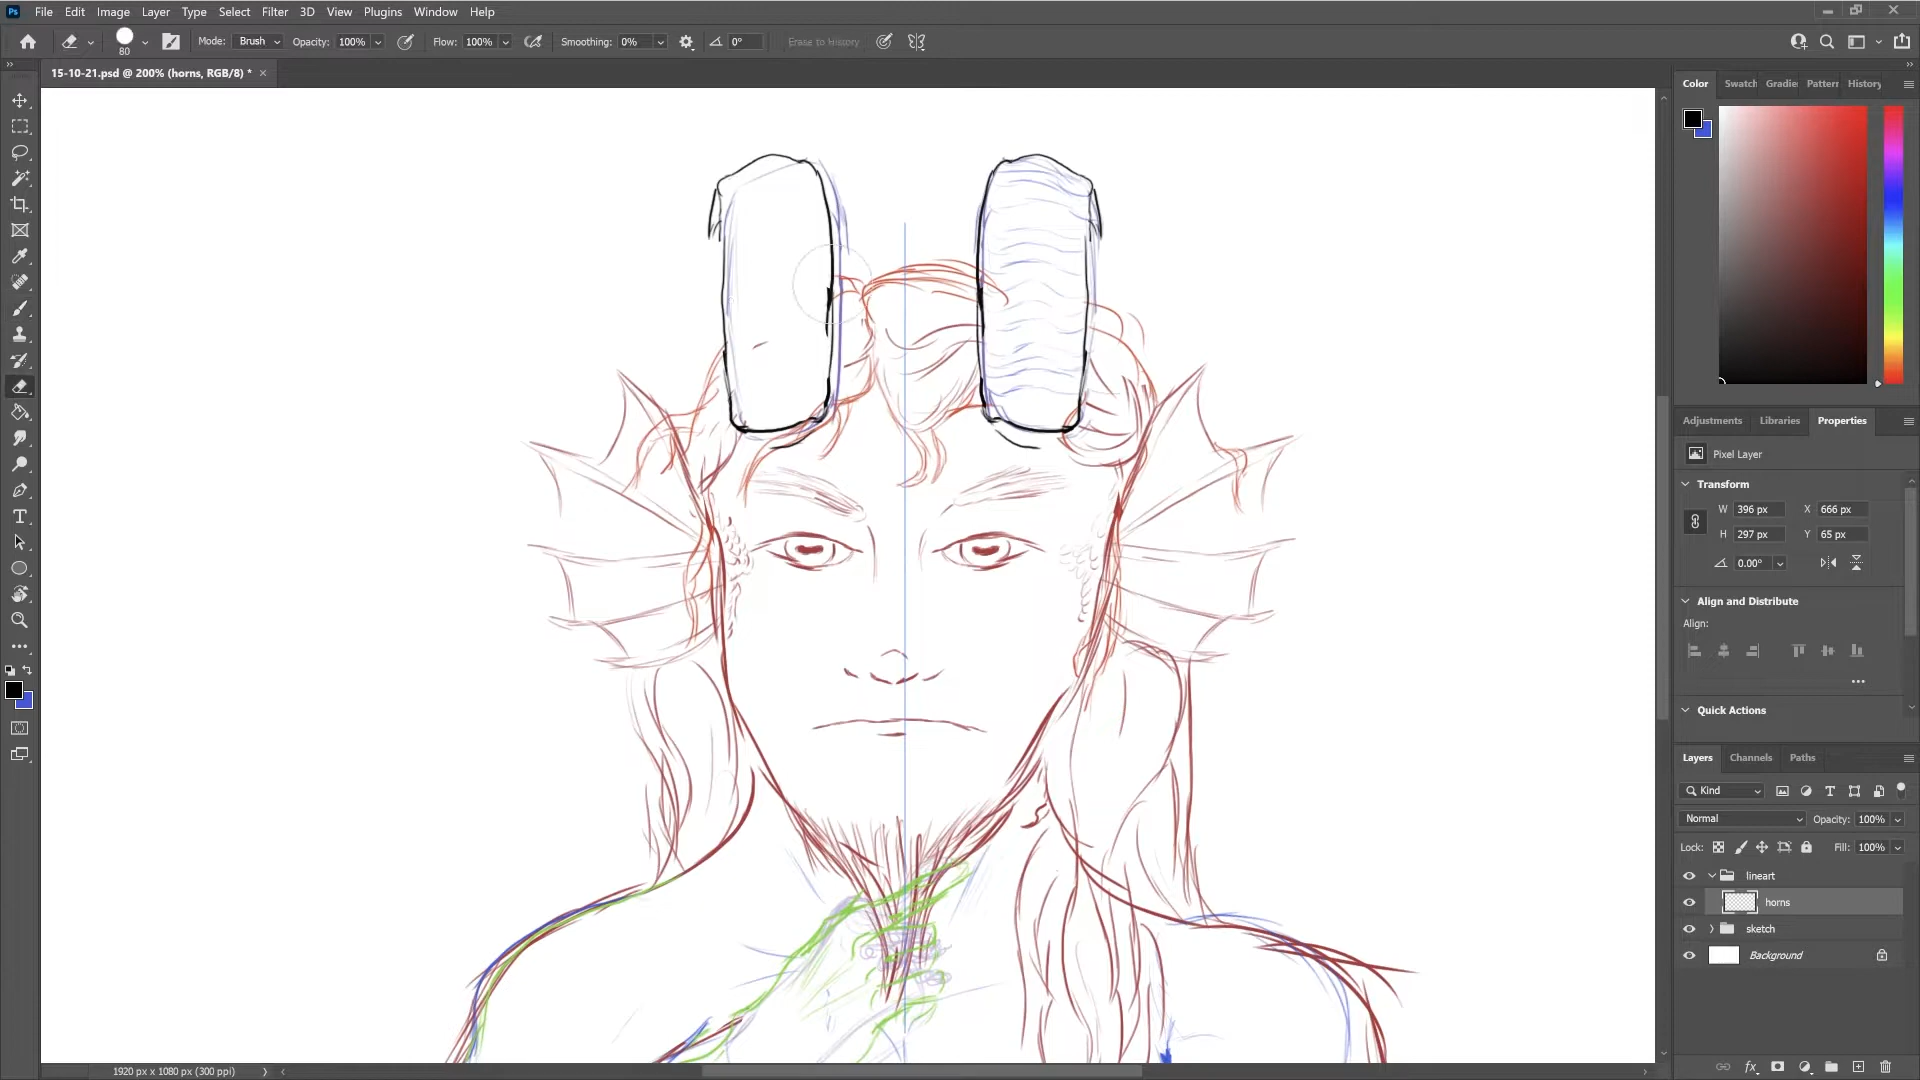 Ps File Edit Image Layer Type Select Filter 3D View Plugins Window Help
80 Mode: Brush Opacity: 100% Flow: 100% Smoothing: 0% 0° Erase to History
15-10-21.psd @ 200% (horns, RGB/8) *
Color Swatch Gradie Patterr History
Adjustments Libraries Properties
Pixel Layer
Transform
W 396 px X 666 px
H 297 px Y 65 px
0.00°
Align and Distribute
Align:
Quick Actions
Layers Channels Paths
Kind
Normal Opacity: 100%
Lock: Fill: 100%
lineart
horns
sketch
Background
fx
1920 px x 1080 px (300 ppi)